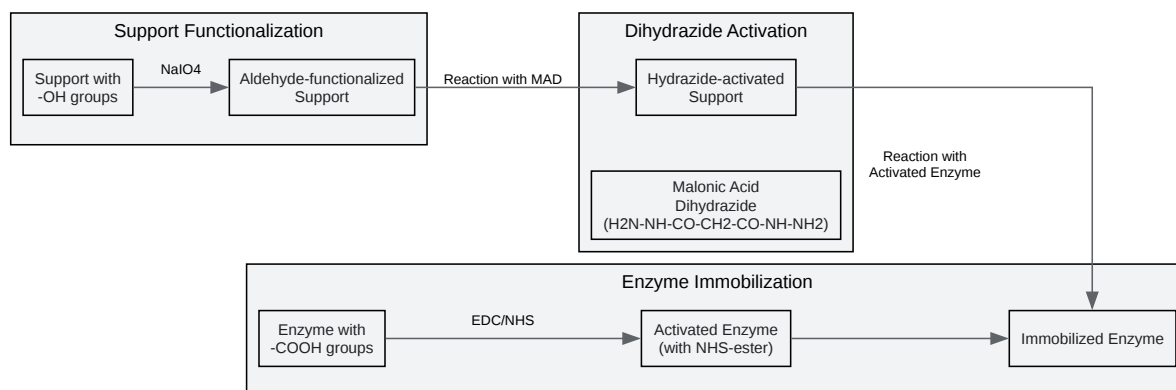 Support Functionalization
Support with
-OH groups
NaIO4
Aldehyde-functionalized
Support
Reaction with MAD
Dihydrazide Activation
Hydrazide-activated
Support
Malonic Acid
Dihydrazide
(H2N-NH-CO-CH2-CO-NH-NH2)
Reaction with
Activated Enzyme
Enzyme Immobilization
Enzyme with
-COOH groups
EDC/NHS
Activated Enzyme
(with NHS-ester)
Immobilized Enzyme